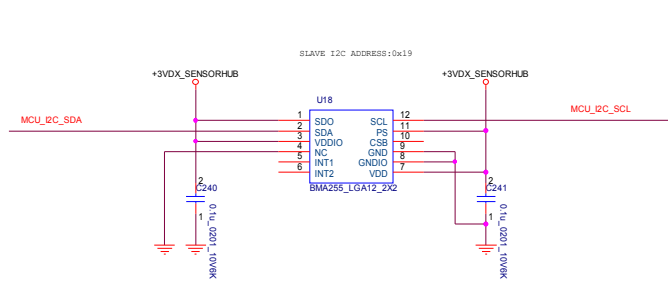 SLAVE I2C ADDRESS:0x19
+3VDX_SENSORHUB
+3VDX_SENSORHUB
U18
MCU_I2C_SDA
MCU_I2C_SCL
1 SDO SCL 12
2 SDA PS 11
3 VDDIO CSB 10
4 NC GND 9
5 INT1 GNDIO 8
6 INT2 VDD 7
BMA255_LGA12_2X2
2
C240
1
0.1u_0201_10V6K
2
C241
1
0.1u_0201_10V6K